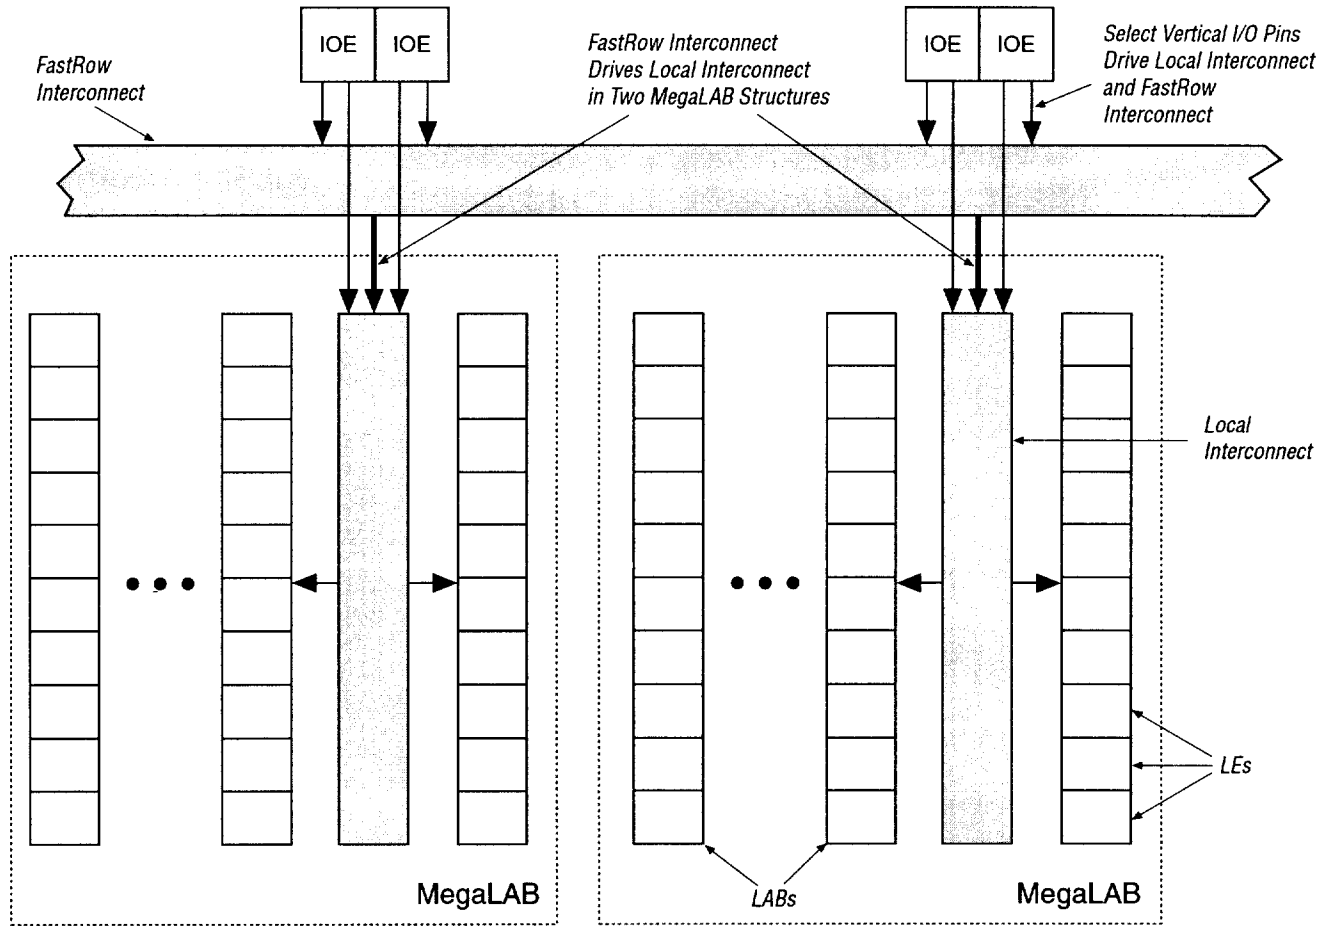 IOE IOE
FastRow Interconnect
Drives Local Interconnect
in Two MegaLAB Structures
IOE IOE
Select Vertical I/O Pins
Drive Local Interconnect
and FastRow
Interconnect
FastRow
Interconnect
Local
Interconnect
LEs
LABs
MegaLAB
MegaLAB